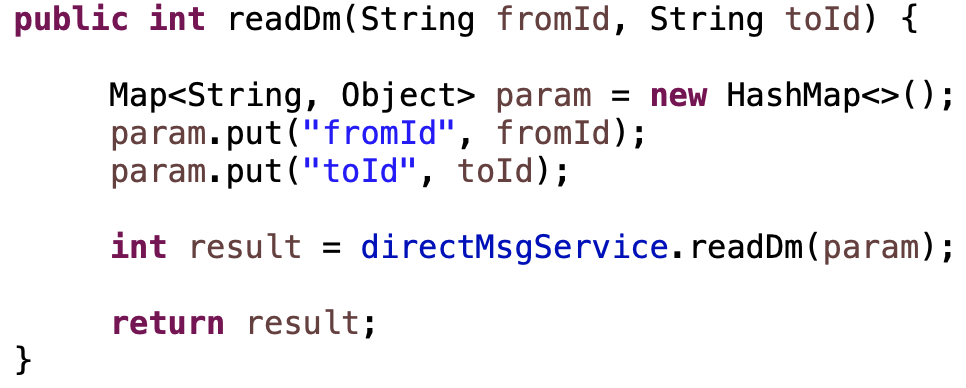 public int readDm(String fromId, String toId) {
Map<String, Object> param = new HashMap<>();
param.put("fromId", fromId);
param.put("toId", toId);
int result = directMsgService.readDm(param);
return result;
}